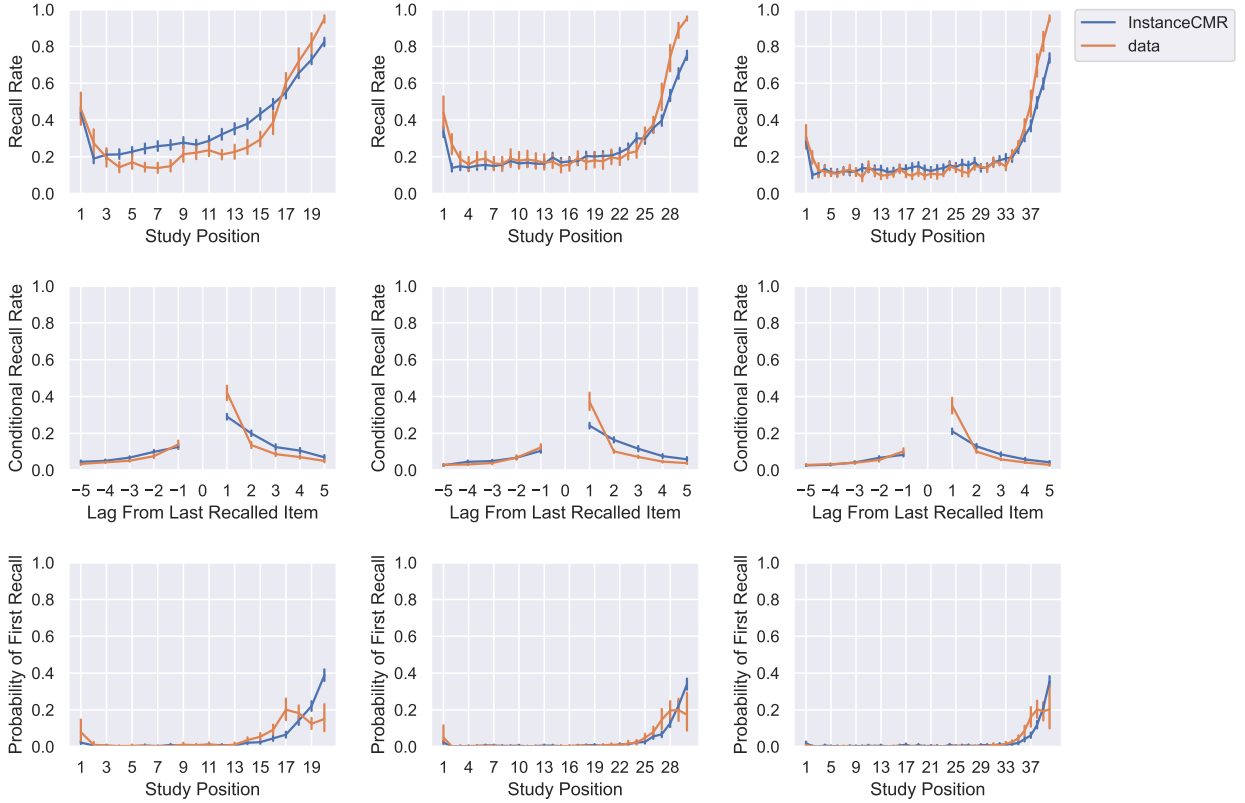 InstanceCMR
data
Recall Rate
1.0
0.8
0.6
0.4
0.2
0.0
1 3 5 7 9 11 13 15 17 19
Study Position
Recall Rate
1.0
0.8
0.6
0.4
0.2
0.0
1 4 7 10 13 16 19 22 25 28
Study Position
Recall Rate
1.0
0.8
0.6
0.4
0.2
0.0
1 5 9 13 17 21 25 29 33 37
Study Position
Conditional Recall Rate
1.0
0.8
0.6
0.4
0.2
0.0
−5 −4 −3 −2 −1 0 1 2 3 4 5
Lag From Last Recalled Item
Conditional Recall Rate
1.0
0.8
0.6
0.4
0.2
0.0
−5 −4 −3 −2 −1 0 1 2 3 4 5
Lag From Last Recalled Item
Conditional Recall Rate
1.0
0.8
0.6
0.4
0.2
0.0
−5 −4 −3 −2 −1 0 1 2 3 4 5
Lag From Last Recalled Item
Probability of First Recall
1.0
0.8
0.6
0.4
0.2
0.0
1 3 5 7 9 11 13 15 17 19
Study Position
Probability of First Recall
1.0
0.8
0.6
0.4
0.2
0.0
1 4 7 10 13 16 19 22 25 28
Study Position
Probability of First Recall
1.0
0.8
0.6
0.4
0.2
0.0
1 5 9 13 17 21 25 29 33 37
Study Position